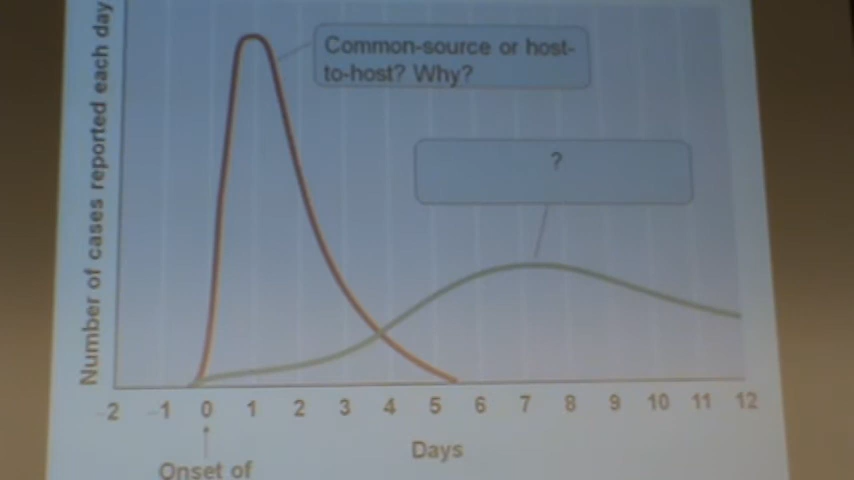 Number of cases reported each day
Common-source or host-
to-host? Why?
?
-2 -1 0 1 2 3 4 5 6 7 8 9 10 11 12
Days
Onset of